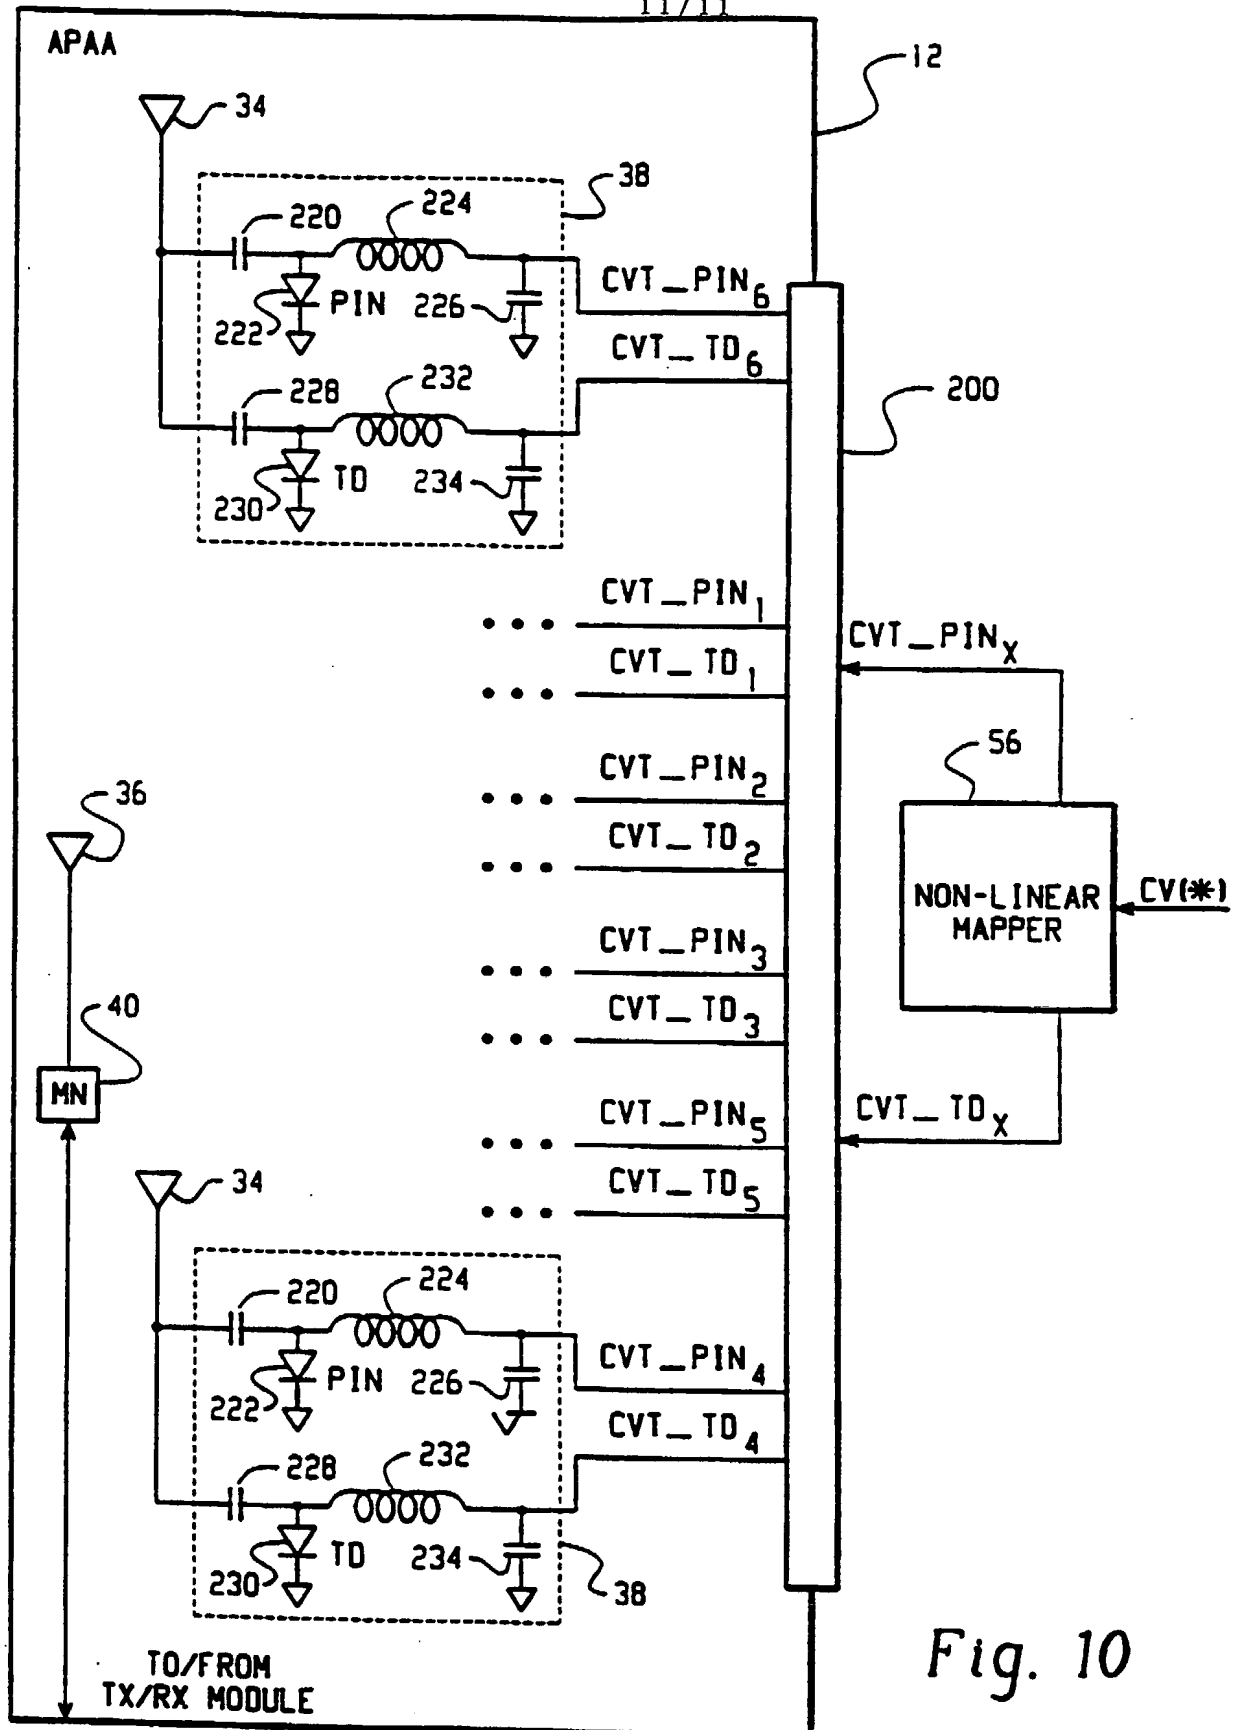 11/11
APAA
12
34
38
220
224
CVT_PIN6
222
PIN
226
CVT_TD6
228
232
200
230
TD
234
CVT_PIN1
CVT_PINX
CVT_TD1
56
CVT_PIN2
36
CVT_TD2
NON-LINEAR
MAPPER
CV(*)
CVT_PIN3
40
CVT_TD3
MN
CVT_PIN5
CVT_TDX
34
CVT_TD5
220
224
CVT_PIN4
222
PIN
226
CVT_TD4
228
232
230
TD
234
38
TO/FROM
TX/RX MODULE
Fig. 10